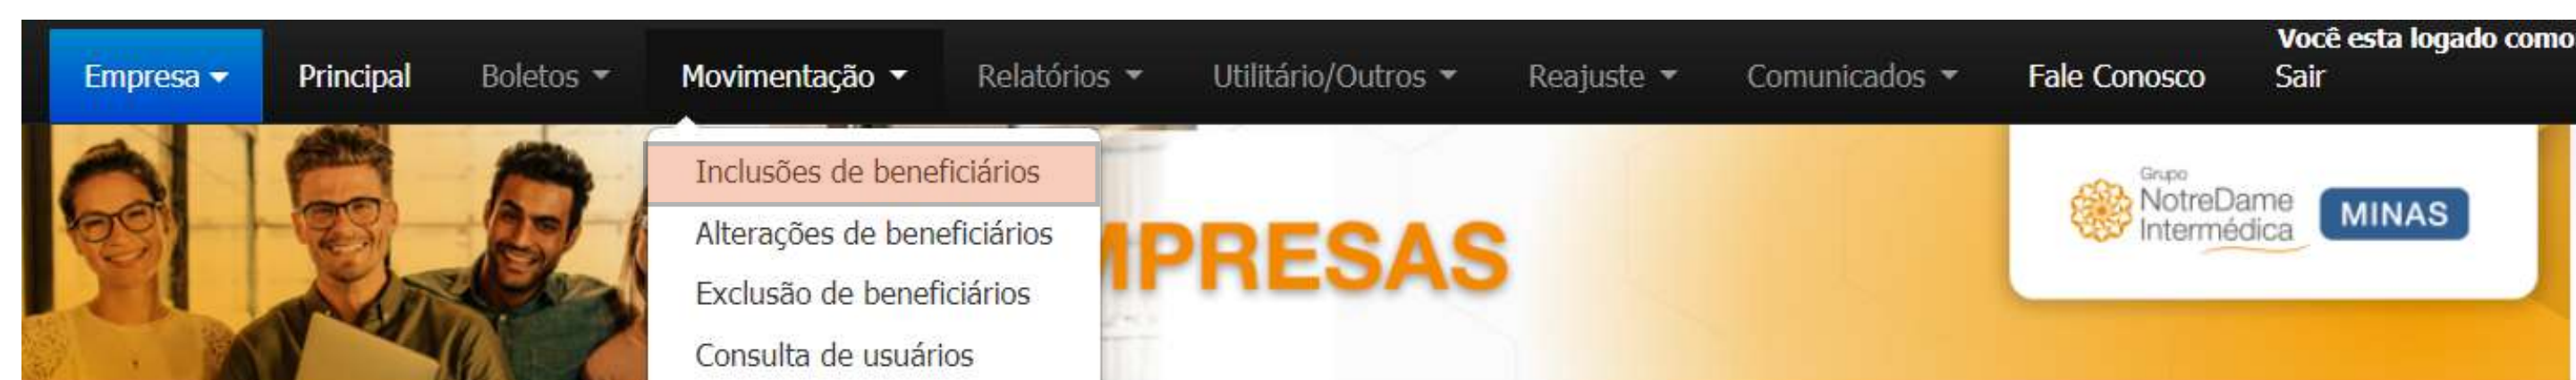 Você esta logado como
Empresa Principal Boletos Movimentação Relatórios Utilitário/Outros Reajuste Comunicados Fale Conosco Sair
Inclusões de beneficiários
Alterações de beneficiários
Exclusão de beneficiários
Consulta de usuários
Grupo
NotreDame
Intermédica
MINAS